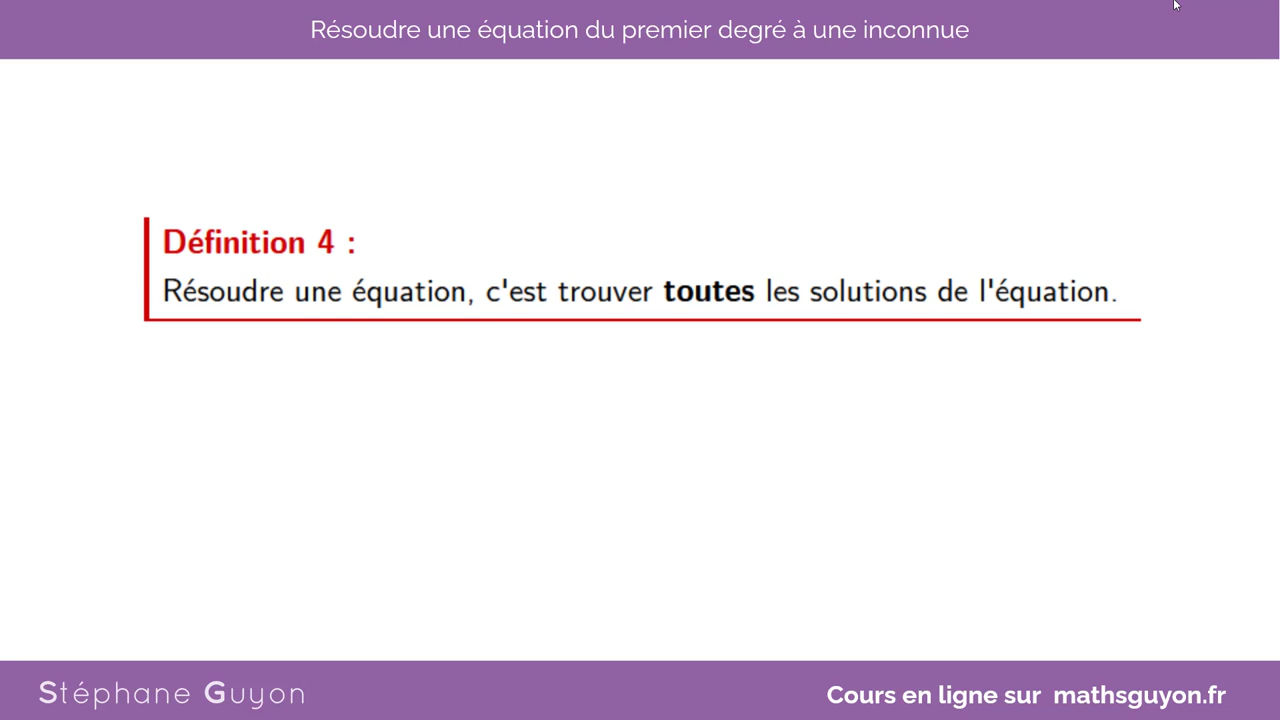 Résoudre une équation du premier degré à une inconnue
Définition 4 :
Résoudre une équation, c'est trouver toutes les solutions de l'équation.
Stéphane Guyon
Cours en ligne sur mathsguyon.fr